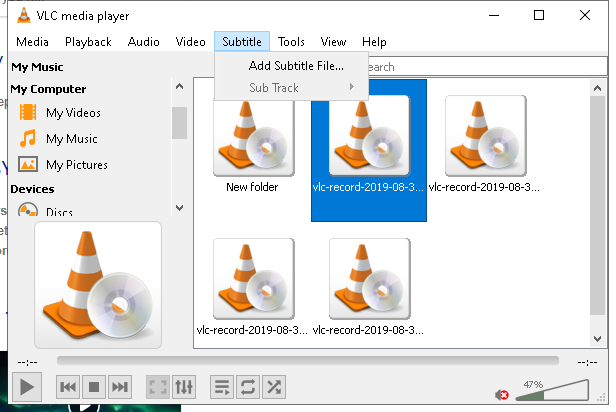 VLC media player
Media Playback Audio Video Subtitle Tools View Help
Add Subtitle File...
Sub Track
My Music
earch
My Computer
My Videos
My Music
My Pictures
Devices
Discs
New folder
vlc-record-2019-08-3...
vlc-record-2019-08-3...
vlc-record-2019-08-3...
vlc-record-2019-08-3...
--:--
--:--
47%